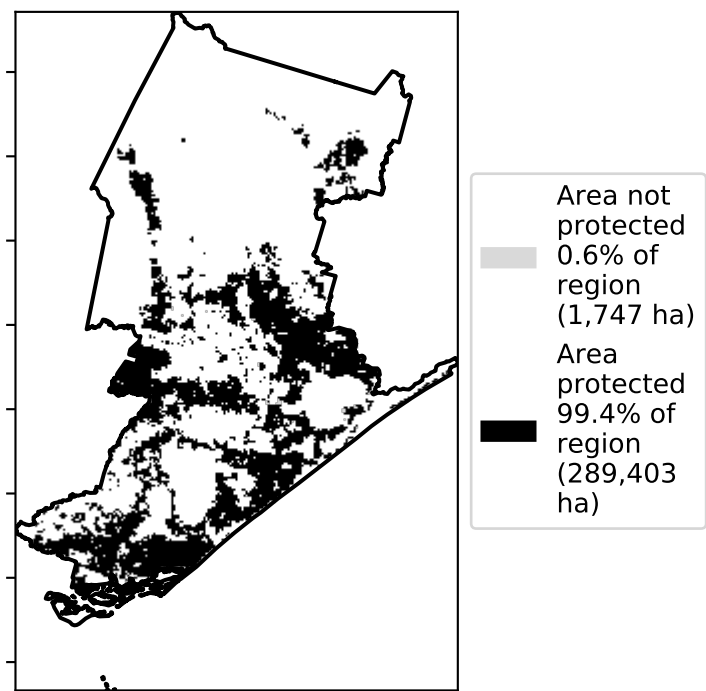 Area not
protected
0.6% of
region
(1,747 ha)
Area
protected
99.4% of
region
(289,403
ha)